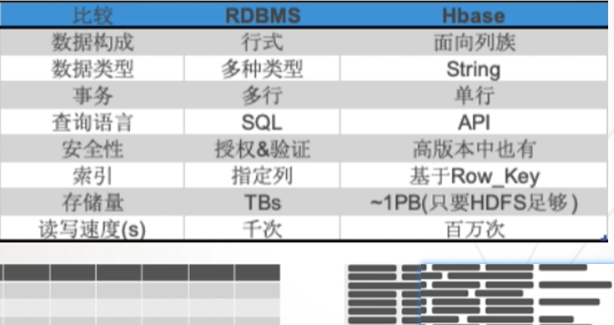 比较 RDBMS Hbase
数据构成 行式 面向列族
数据类型 多种类型 String
事务 多行 单行
查询语言 SQL API
安全性 授权&验证 高版本中也有
索引 指定列 基于Row_Key
存储量 TBs ~1PB(只要HDFS足够)
读写速度(s) 千次 百万次